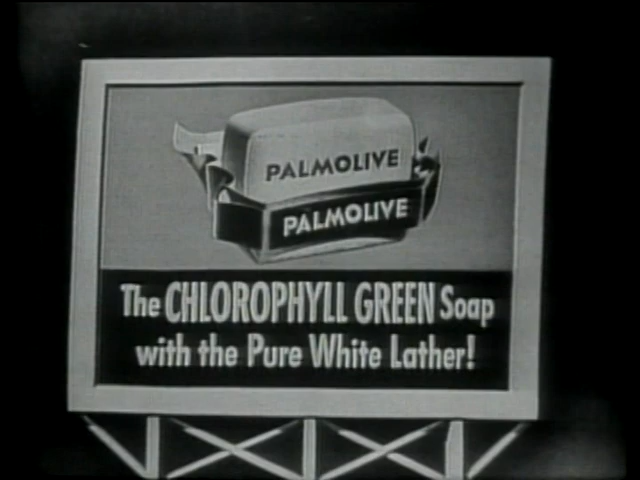 PALMOLIVE
PALMOLIVE
The CHLOROPHYLL GREEN Soap
with the Pure White Lather!